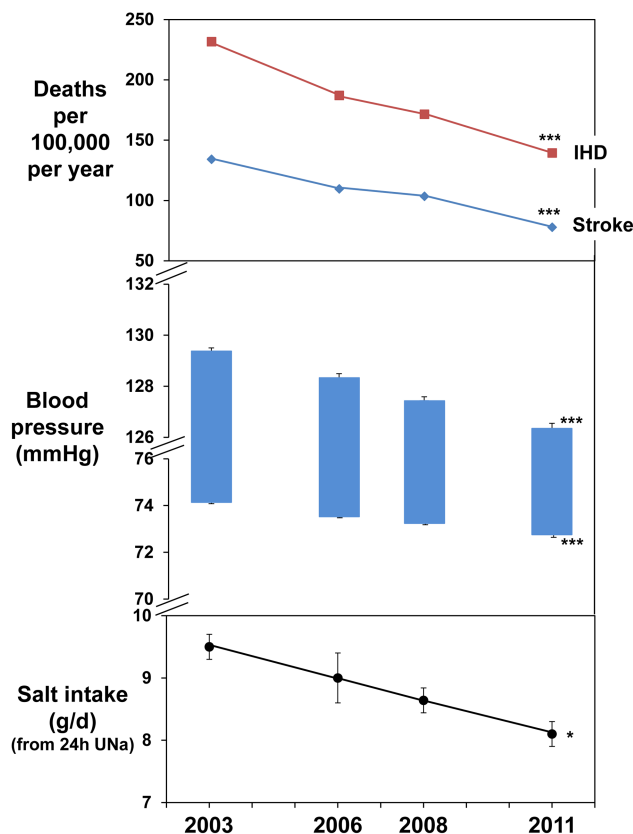 250
200
150
100
50
Deaths
per
100,000
per year
***
IHD
***
Stroke
132
130
128
126
76
74
72
70
Blood
pressure
(mmHg)
***
***
10
9
8
7
Salt intake
(g/d)
(from 24h UNa)
*
2003 2006 2008 2011